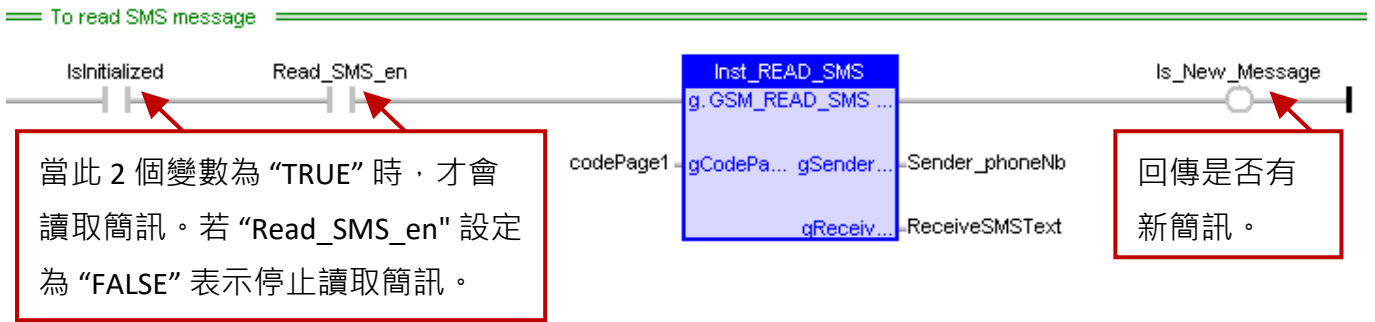 To read SMS message
IsInitialized
Read_SMS_en
Inst_READ_SMS
Is_New_Message
g.GSM_READ_SMS ...
codePage1
gCodePa...
gSender...
Sender_phoneNb
gReceiv...
ReceiveSMSText
當此 2 個變數為 “TRUE” 時，才會
讀取簡訊。若 “Read_SMS_en" 設定
為 “FALSE” 表示停止讀取簡訊。
回傳是否有
新簡訊。